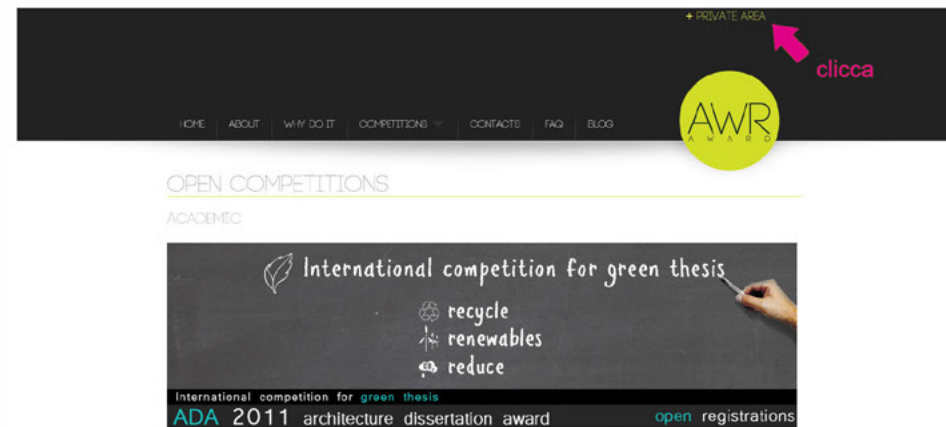 + PRIVATE AREA
clicca
HOME ABOUT WHY DO IT COMPETITIONS CONTACTS FAQ BLOG
AWR
AWARD
OPEN COMPETITIONS
ACADEMIC
International competition for green thesis
recycle
renewables
reduce
International competition for green thesis
ADA 2011 architecture dissertation award open registrations